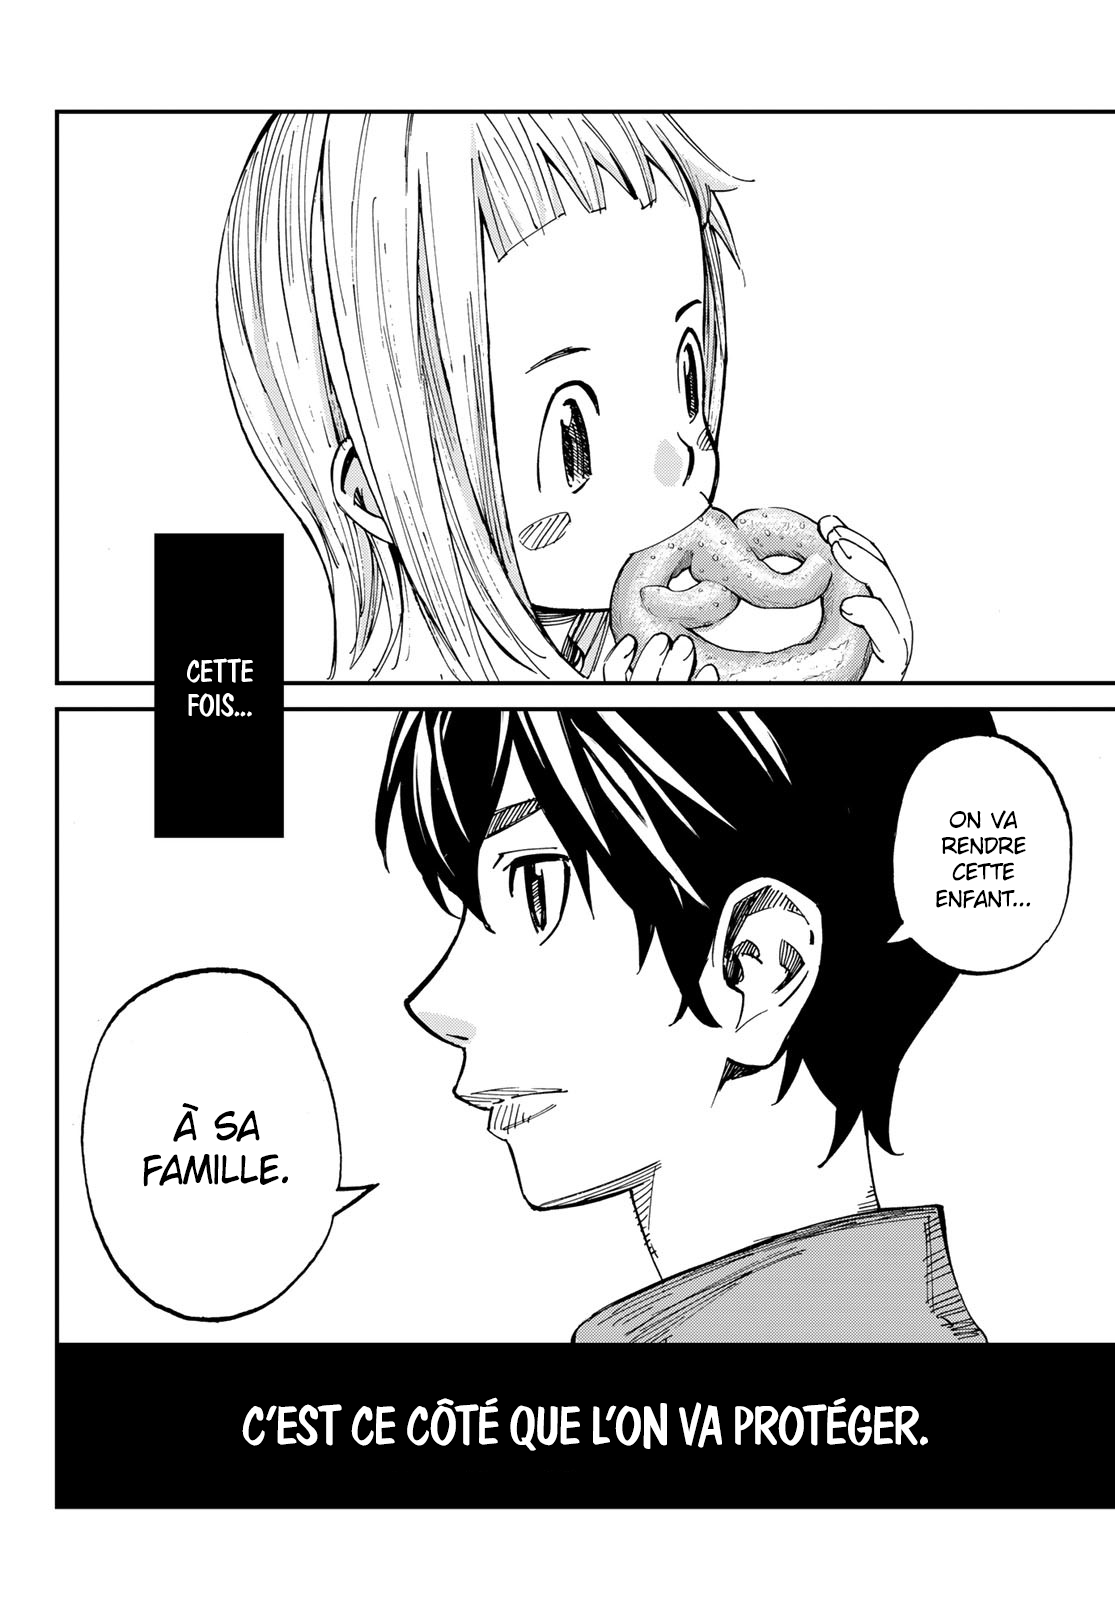 CETTE
FOIS...
ON VA
RENDRE
CETTE
ENFANT...
À SA
FAMILLE.
C'EST CE CÔTÉ QUE L'ON VA PROTÉGER.